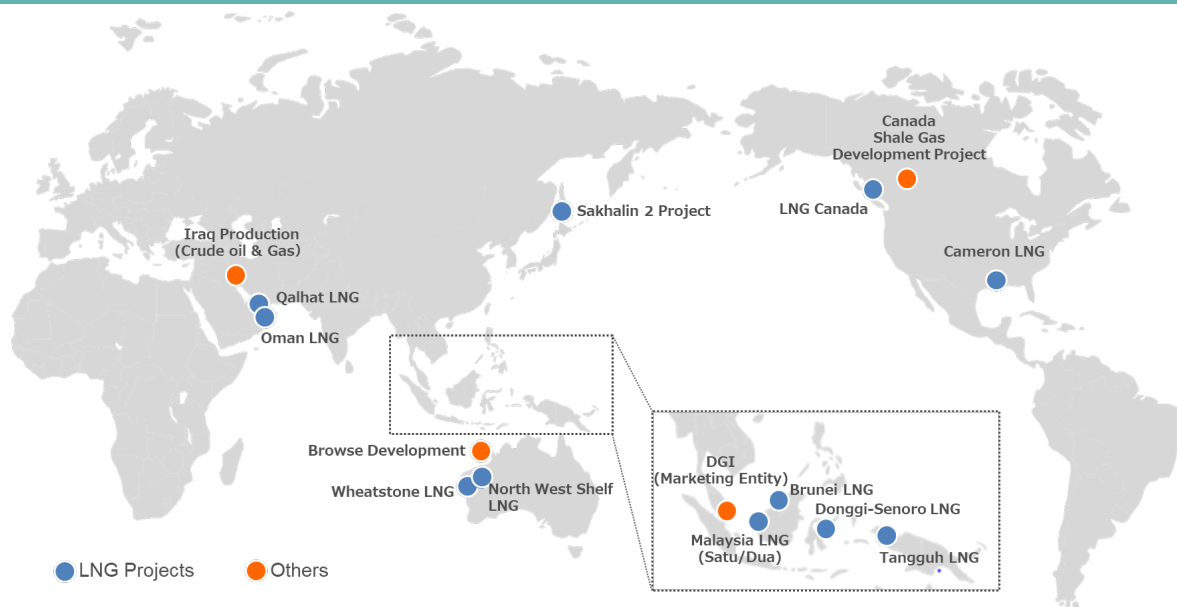 Canada
Shale Gas
Development Project
LNG Canada
Sakhalin 2 Project
Iraq Production
(Crude oil & Gas)
Cameron LNG
Qalhat LNG
Oman LNG
Browse Development
Wheatstone LNG
North West Shelf
LNG
DGI
(Marketing Entity)
Brunei LNG
Donggi-Senoro LNG
Malaysia LNG
(Satu/Dua)
Tangguh LNG
LNG Projects
Others